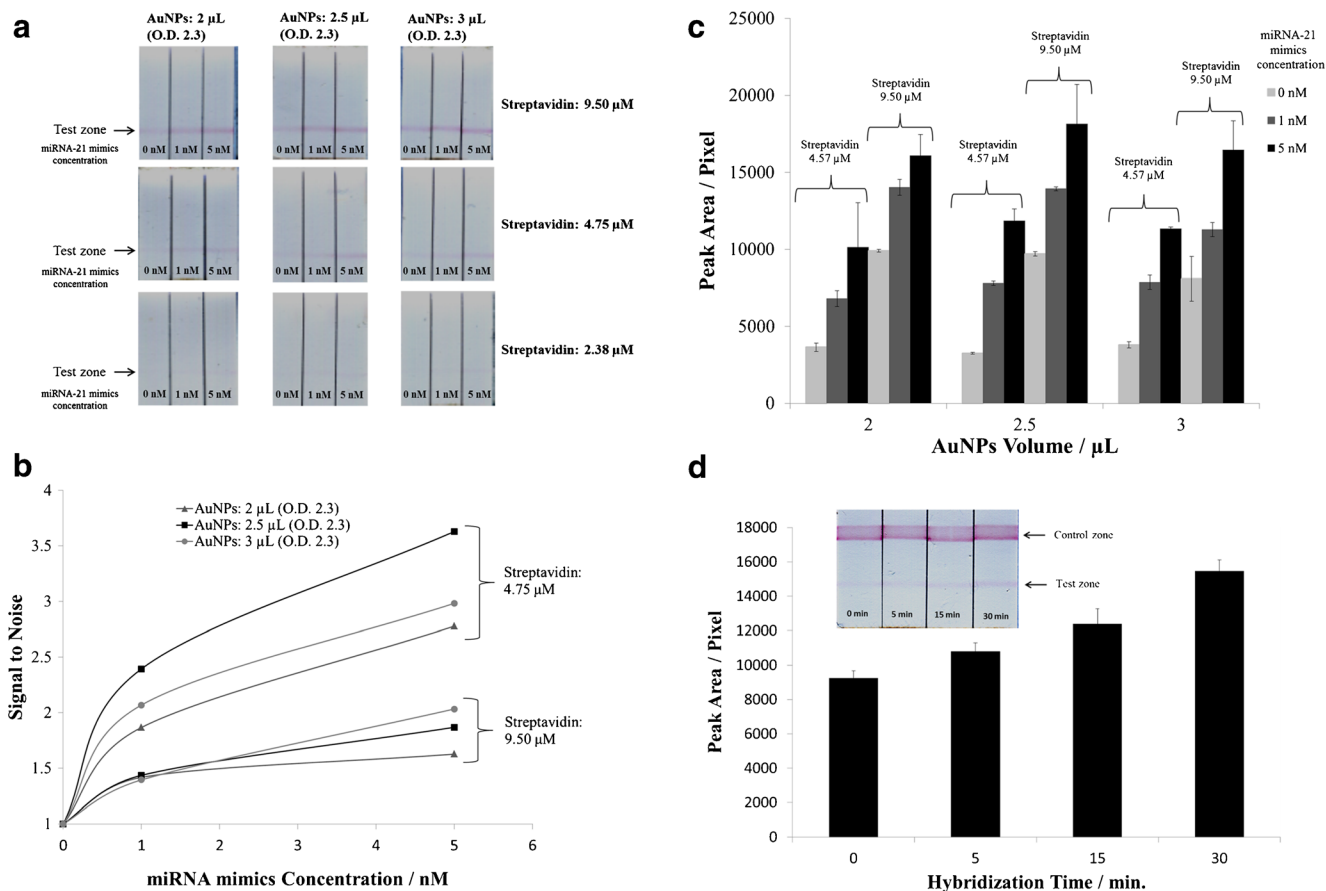 a
AuNPs: 2 µL
(O.D. 2.3)
AuNPs: 2.5 µL
(O.D. 2.3)
AuNPs: 3 µL
(O.D. 2.3)
Test zone
miRNA-21 mimics
concentration
0 nM 1 nM 5 nM
0 nM 1 nM 5 nM
0 nM 1 nM 5 nM
Streptavidin: 9.50 µM
Test zone
miRNA-21 mimics
concentration
0 nM 1 nM 5 nM
0 nM 1 nM 5 nM
0 nM 1 nM 5 nM
Streptavidin: 4.75 µM
Test zone
miRNA-21 mimics
concentration
0 nM 1 nM 5 nM
0 nM 1 nM 5 nM
0 nM 1 nM 5 nM
Streptavidin: 2.38 µM
b
Signal to Noise
4
3.5
3
2.5
2
1.5
1
AuNPs: 2 µL (O.D. 2.3)
AuNPs: 2.5 µL (O.D. 2.3)
AuNPs: 3 µL (O.D. 2.3)
Streptavidin:
4.75 µM
Streptavidin:
9.50 µM
0 1 2 3 4 5 6
miRNA mimics Concentration / nM
c
Peak Area / Pixel
25000
20000
15000
10000
5000
0
Streptavidin
4.57 µM
Streptavidin
9.50 µM
Streptavidin
4.57 µM
Streptavidin
9.50 µM
Streptavidin
4.57 µM
Streptavidin
9.50 µM
miRNA-21
mimics
concentration
0 nM
1 nM
5 nM
2 2.5 3
AuNPs Volume / µL
d
Peak Area / Pixel
18000
16000
14000
12000
10000
8000
6000
4000
2000
0
Control zone
Test zone
0 min 5 min 15 min 30 min
0 5 15 30
Hybridization Time / min.